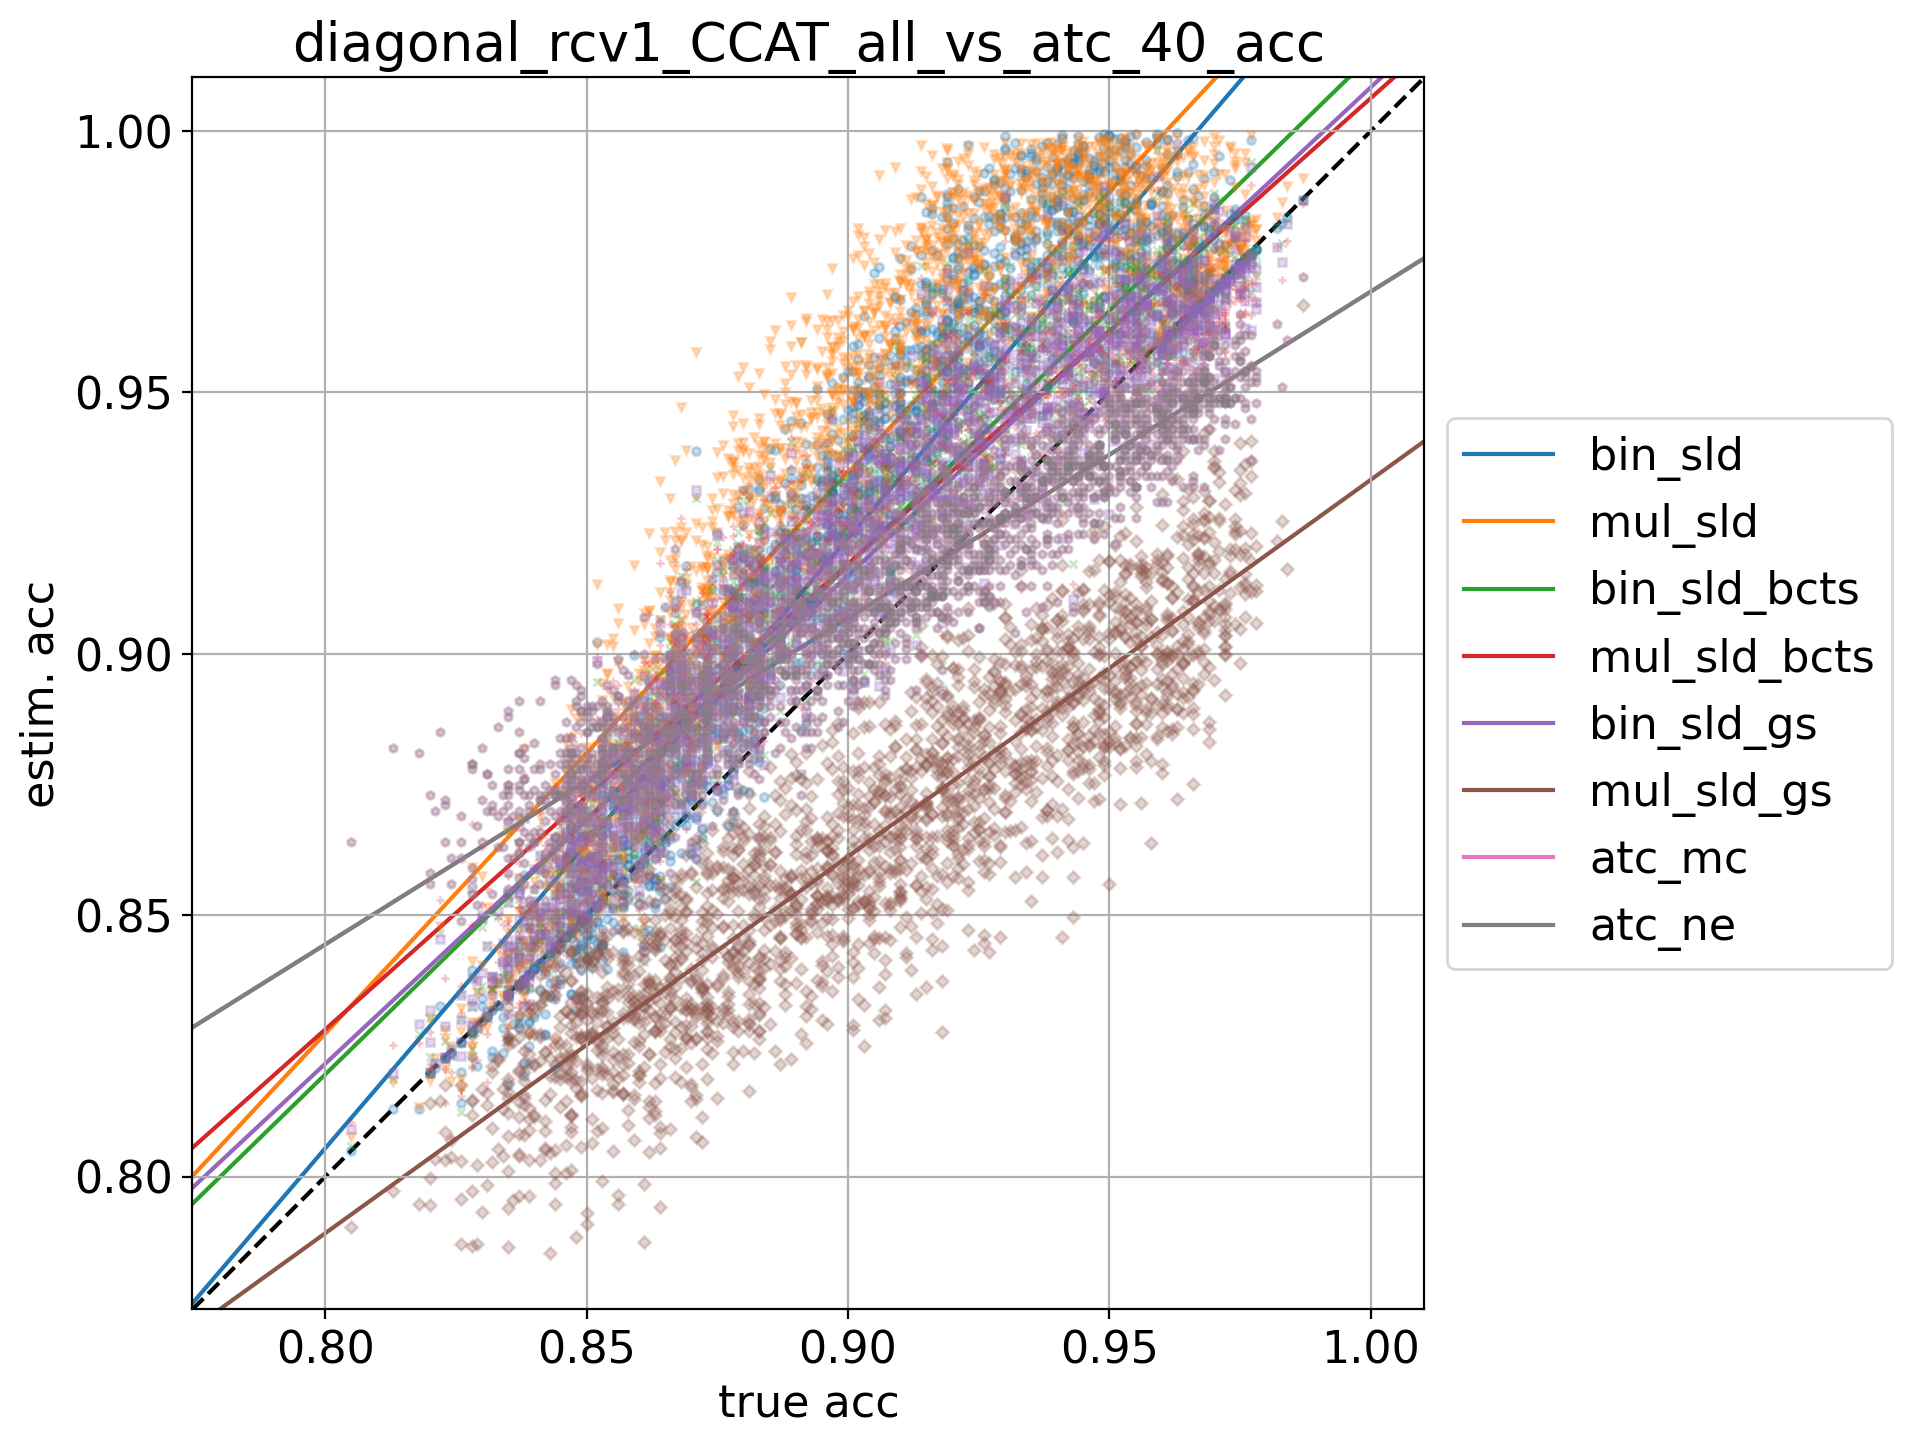 diagonal_rcv1_CCAT_all_vs_atc_40_acc
1.00
0.95
0.90
0.85
0.80
estim. acc
0.80 0.85 0.90 0.95 1.00
true acc
bin_sld
mul_sld
bin_sld_bcts
mul_sld_bcts
bin_sld_gs
mul_sld_gs
atc_mc
atc_ne